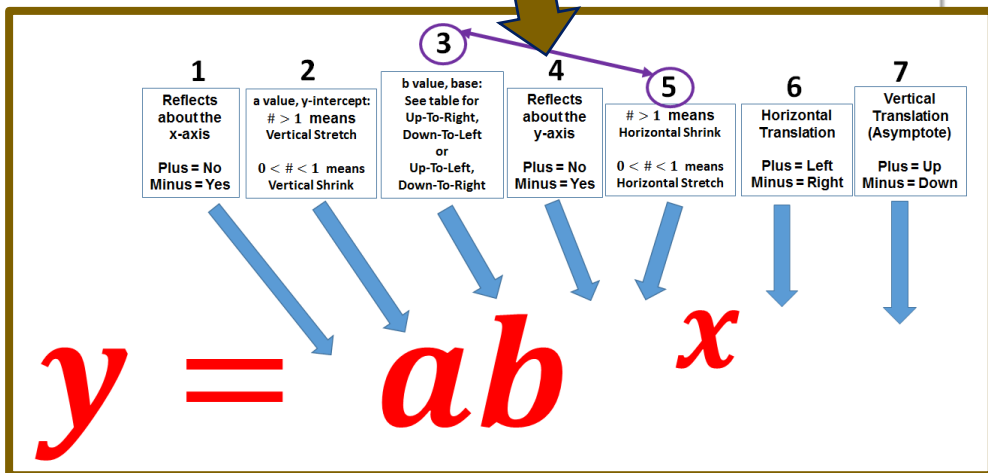 1
Reflects
about the
x-axis
Plus = No
Minus = Yes
2
a value, y-intercept:
# > 1 means
Vertical Stretch
0 < # < 1 means
Vertical Shrink
3
b value, base:
See table for
Up-To-Right,
Down-To-Left
or
Up-To-Left,
Down-To-Right
4
Reflects
about the
y-axis
Plus = No
Minus = Yes
5
# > 1 means
Horizontal Shrink
0 < # < 1 means
Horizontal Stretch
6
Horizontal
Translation
Plus = Left
Minus = Right
7
Vertical
Translation
(Asymptote)
Plus = Up
Minus = Down
y = ab x